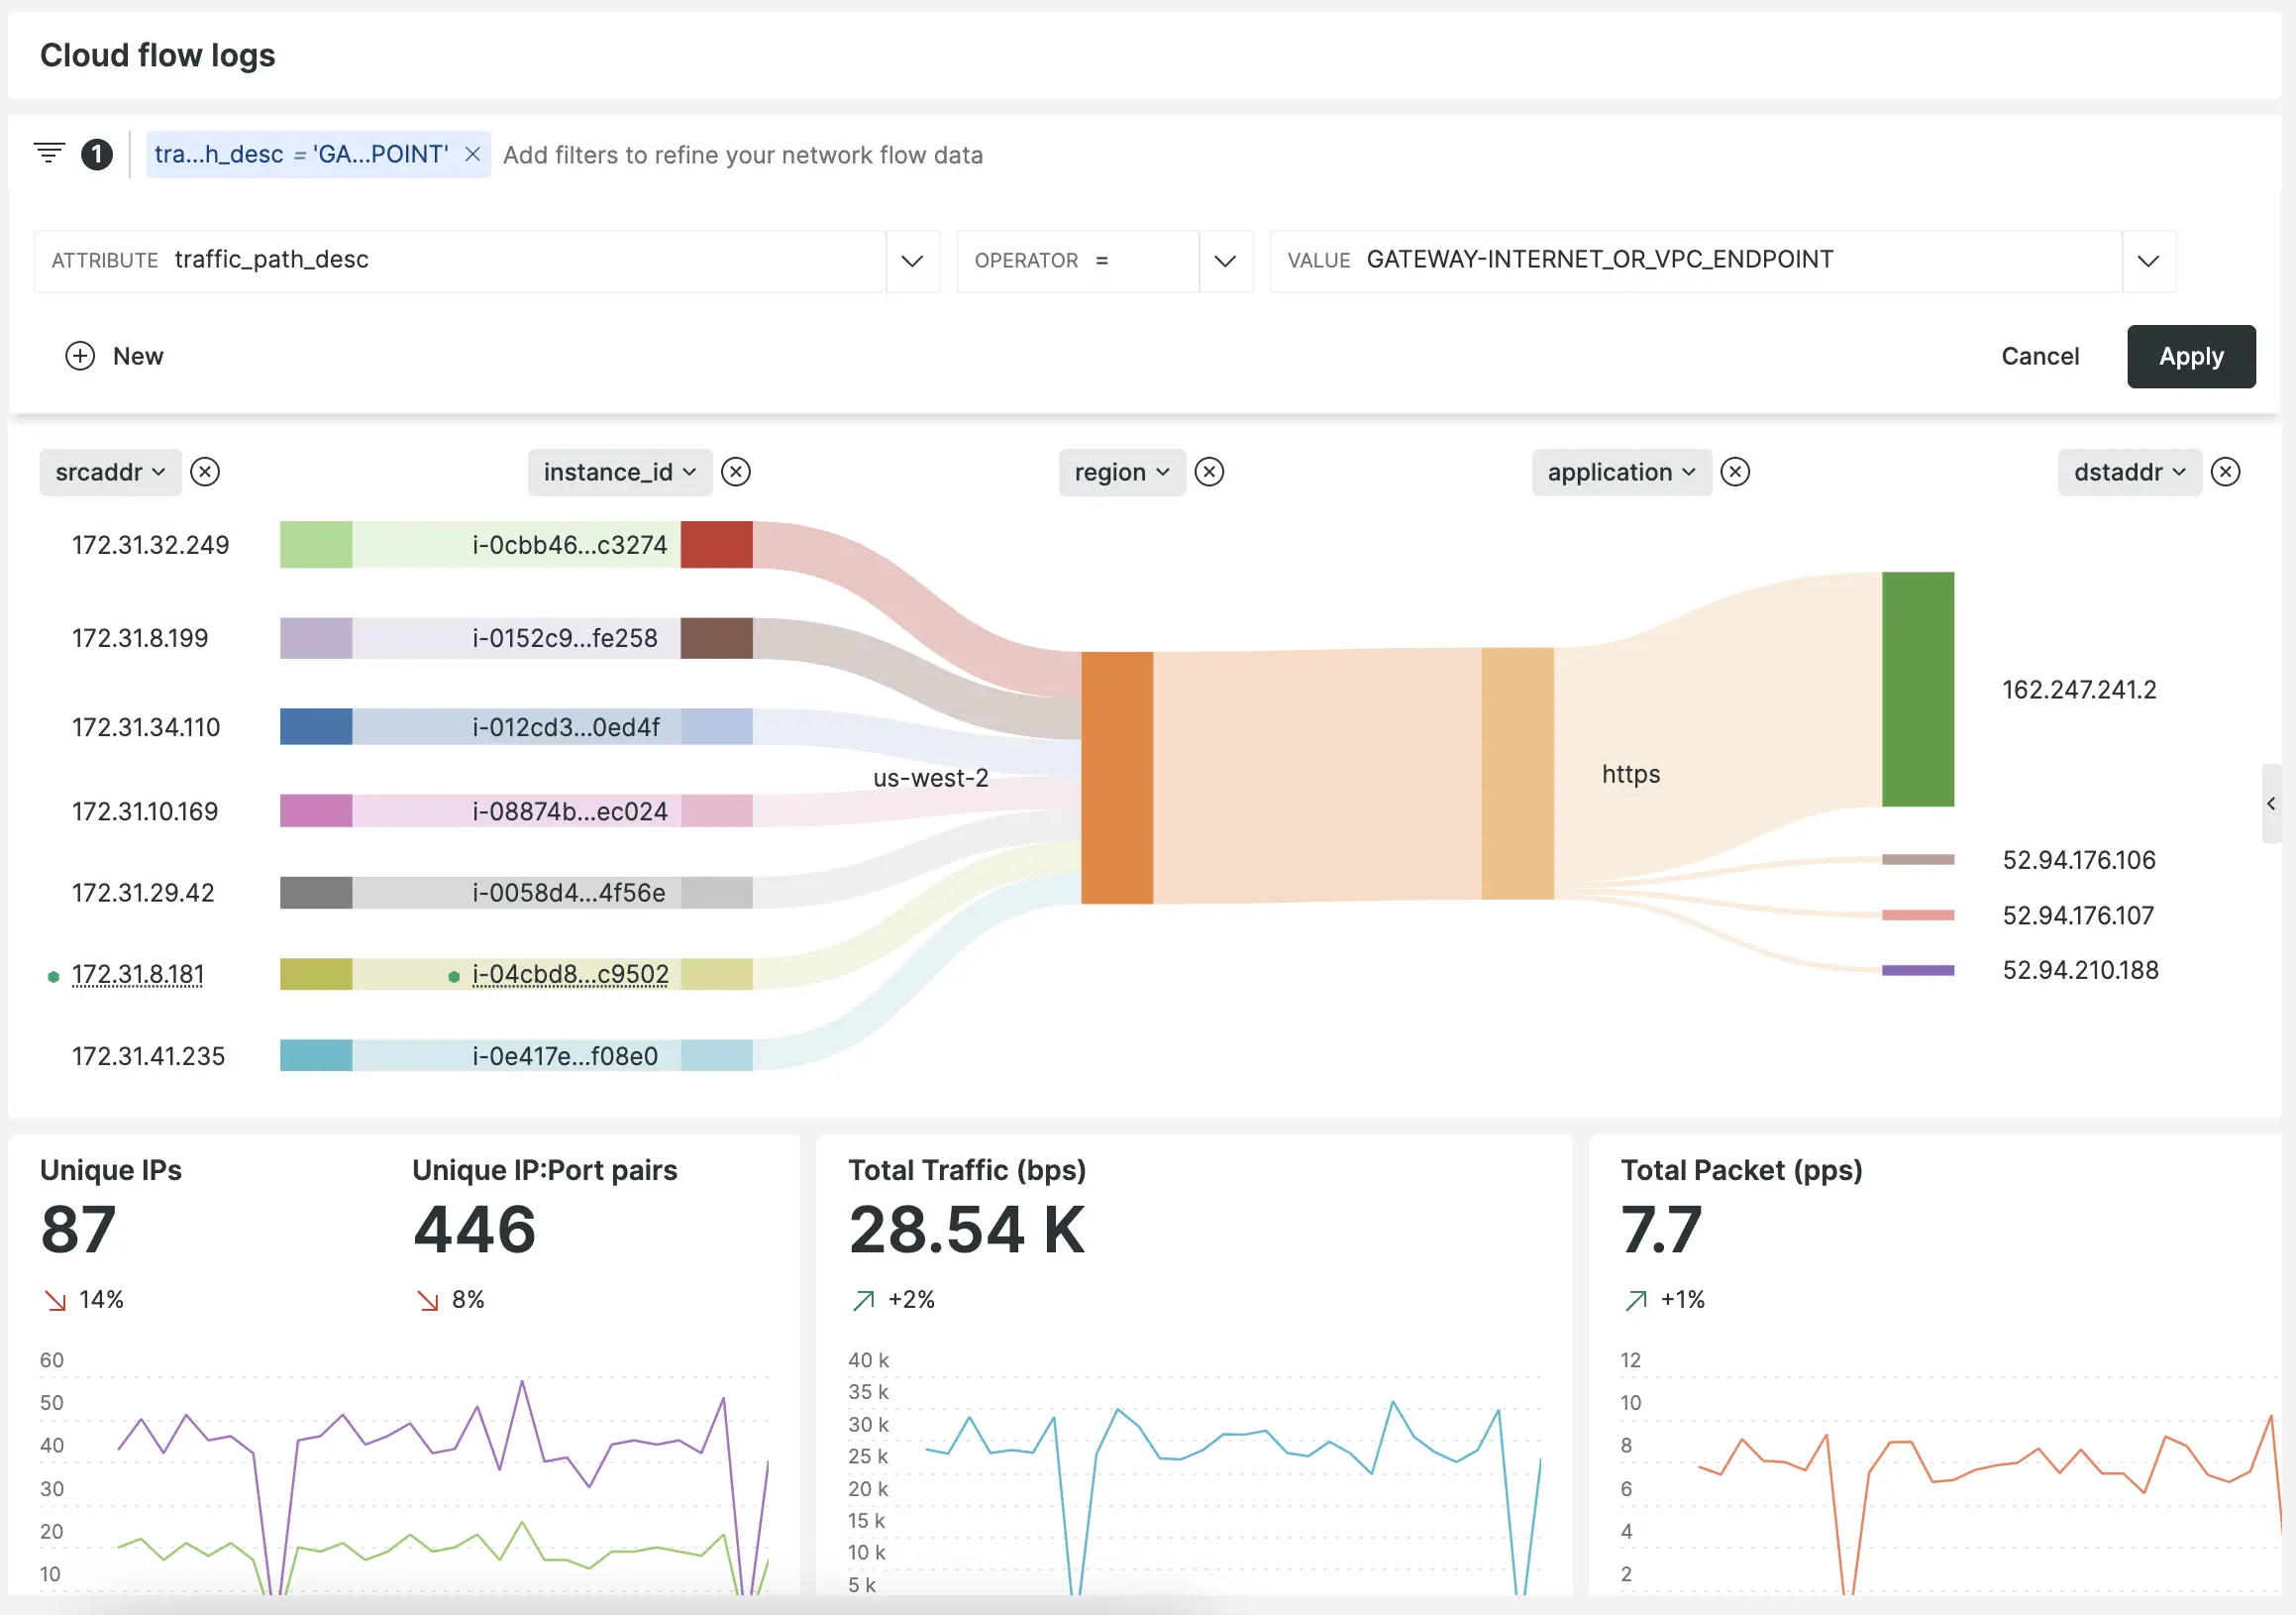 Cloud flow logs
1 tra...h_desc = 'GA...POINT' Add filters to refine your network flow data
ATTRIBUTE traffic_path_desc OPERATOR = VALUE GATEWAY-INTERNET_OR_VPC_ENDPOINT
New Cancel Apply
srcaddr instance_id region application dstaddr
172.31.32.249 i-0cbb46...c3274
172.31.8.199 i-0152c9...fe258
162.247.241.2
172.31.34.110 i-012cd3...0ed4f
us-west-2 https
172.31.10.169 i-08874b...ec024
52.94.176.106
172.31.29.42 i-0058d4...4f56e
52.94.176.107
172.31.8.181 i-04cbd8...c9502 52.94.210.188
172.31.41.235 i-0e417e...f08e0
Unique IPs
87
14%
Unique IP:Port pairs
446
8%
60
50
40
30
20
10
Total Traffic (bps)
28.54 K
+2%
40 k
35 k
30 k
25 k
20 k
15 k
10 k
5 k
Total Packet (pps)
7.7
+1%
12
10
8
6
4
2